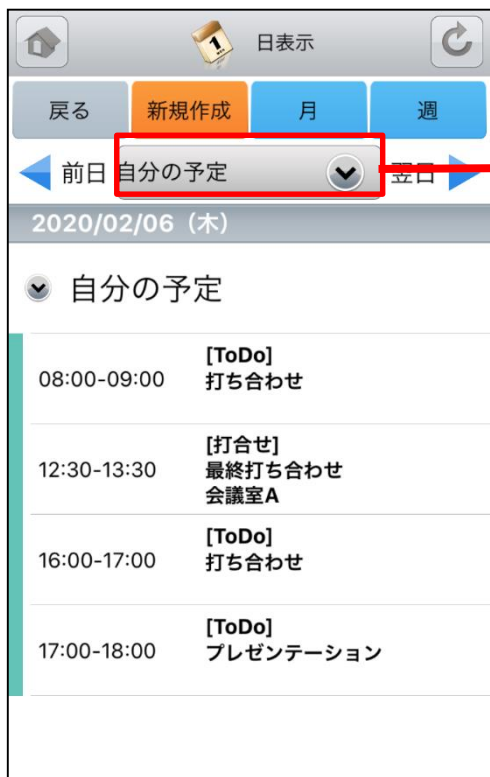 1
日表示
戻る 新規作成 月 週
前日 自分の予定 翌日
2020/02/06 (木)
自分の予定
08:00-09:00 [ToDo]
打ち合わせ
12:30-13:30 [打合せ]
最終打ち合わせ
会議室A
16:00-17:00 [ToDo]
打ち合わせ
17:00-18:00 [ToDo]
プレゼンテーション